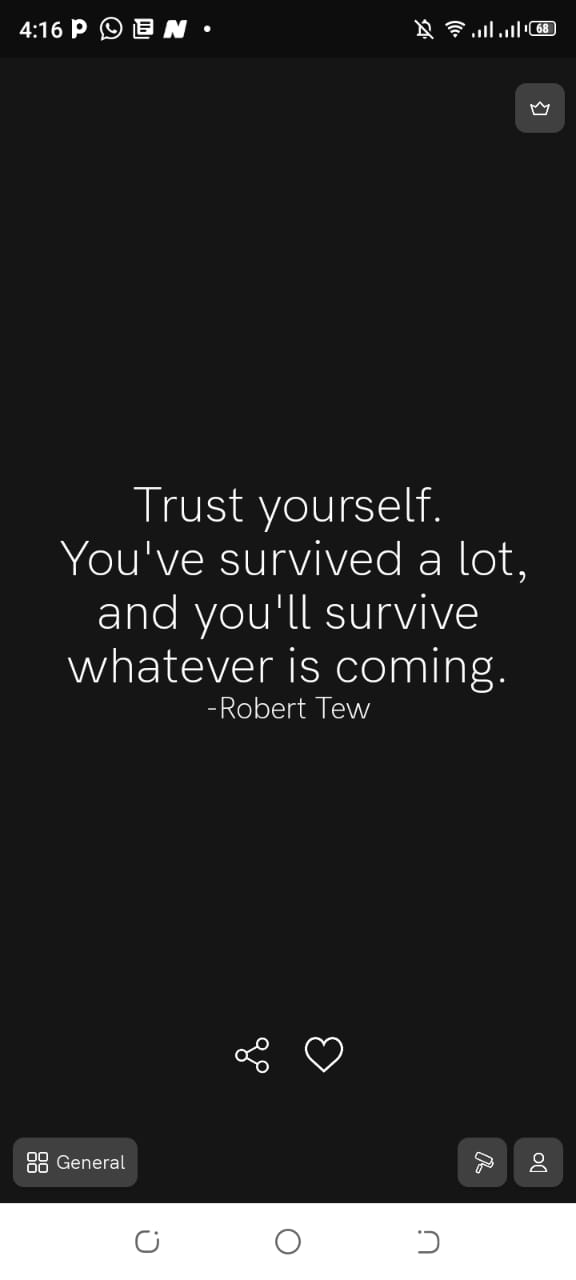 4:16
68
Trust yourself.
You've survived a lot,
and you'll survive
whatever is coming.
-Robert Tew
General